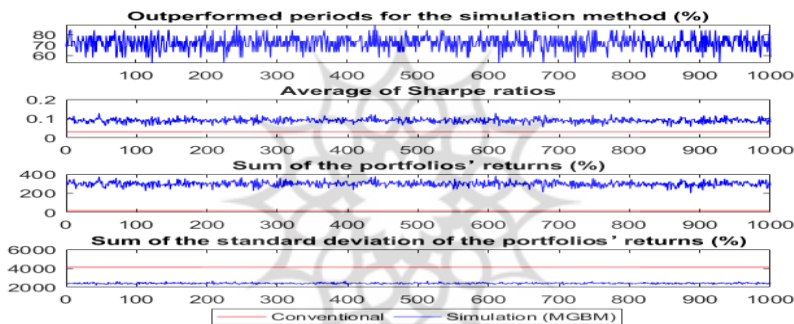 Outperformed periods for the simulation method (%)
80
70
60
100 200 300 400 500 600 700 800 900 1000
Average of Sharpe ratios
0.2
0.1
0
0 100 200 300 400 500 600 700 800 900 1000
Sum of the portfolios' returns (%)
400
200
0
0 100 200 300 400 500 600 700 800 900 1000
Sum of the standard deviation of the portfolios' returns (%)
6000
4000
2000
0 100 200 300 400 500 600 700 800 900 1000
Conventional Simulation (MGBM)